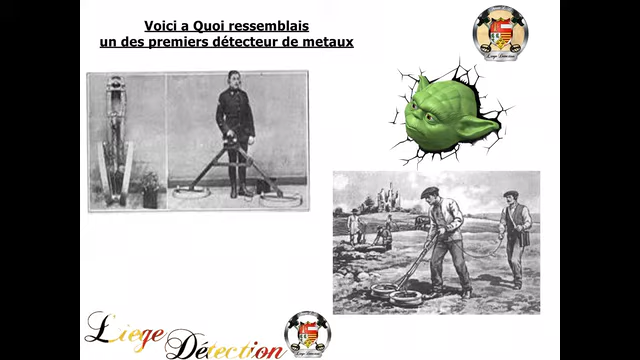 Voici a Quoi ressemblais
un des premiers détecteur de metaux
Liege Détection